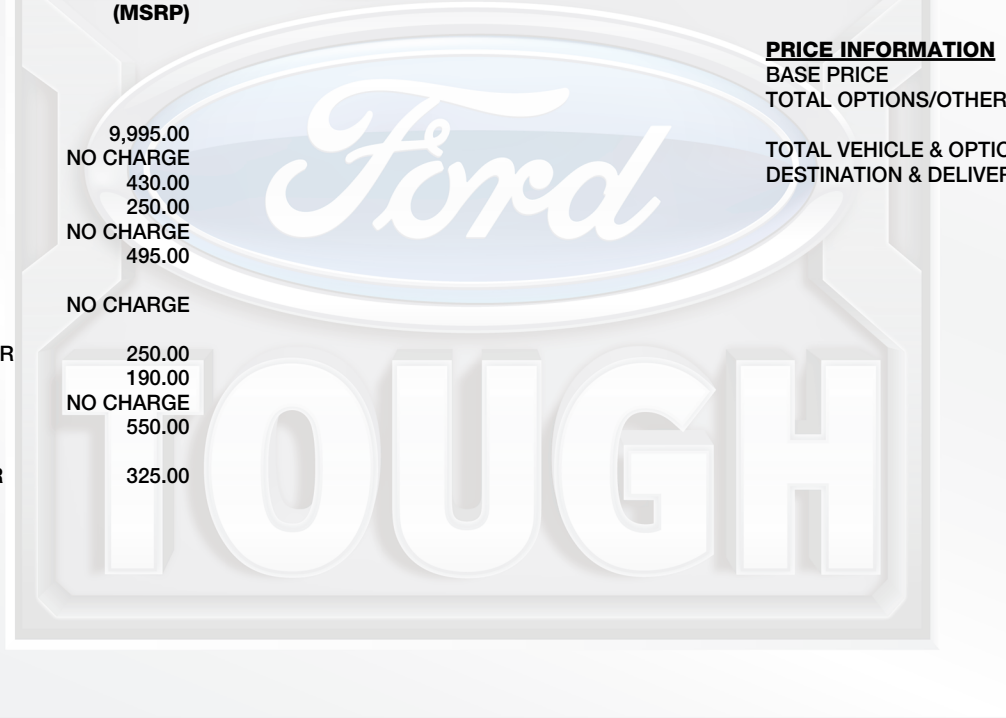 (MSRP)
9,995.00
NO CHARGE
430.00
250.00
NO CHARGE
495.00
NO CHARGE
R 250.00
190.00
NO CHARGE
550.00
R 325.00
PRICE INFORMATION
BASE PRICE
TOTAL OPTIONS/OTHER
TOTAL VEHICLE & OPTIO
DESTINATION & DELIVER
Ford
TOUGH